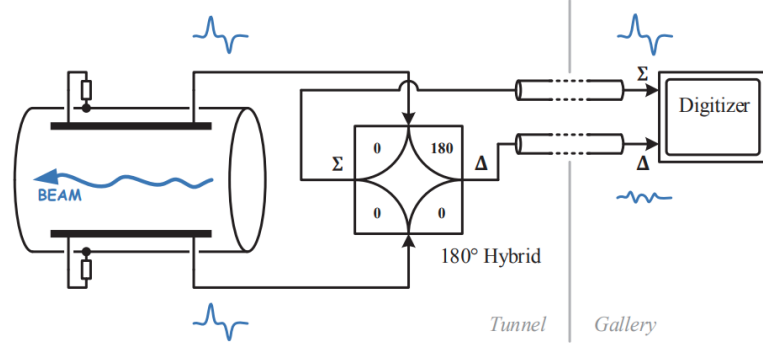 Σ
Digitizer
0
180
Σ
Δ
Δ
BEAM
0
0
180° Hybrid
Tunnel
Gallery